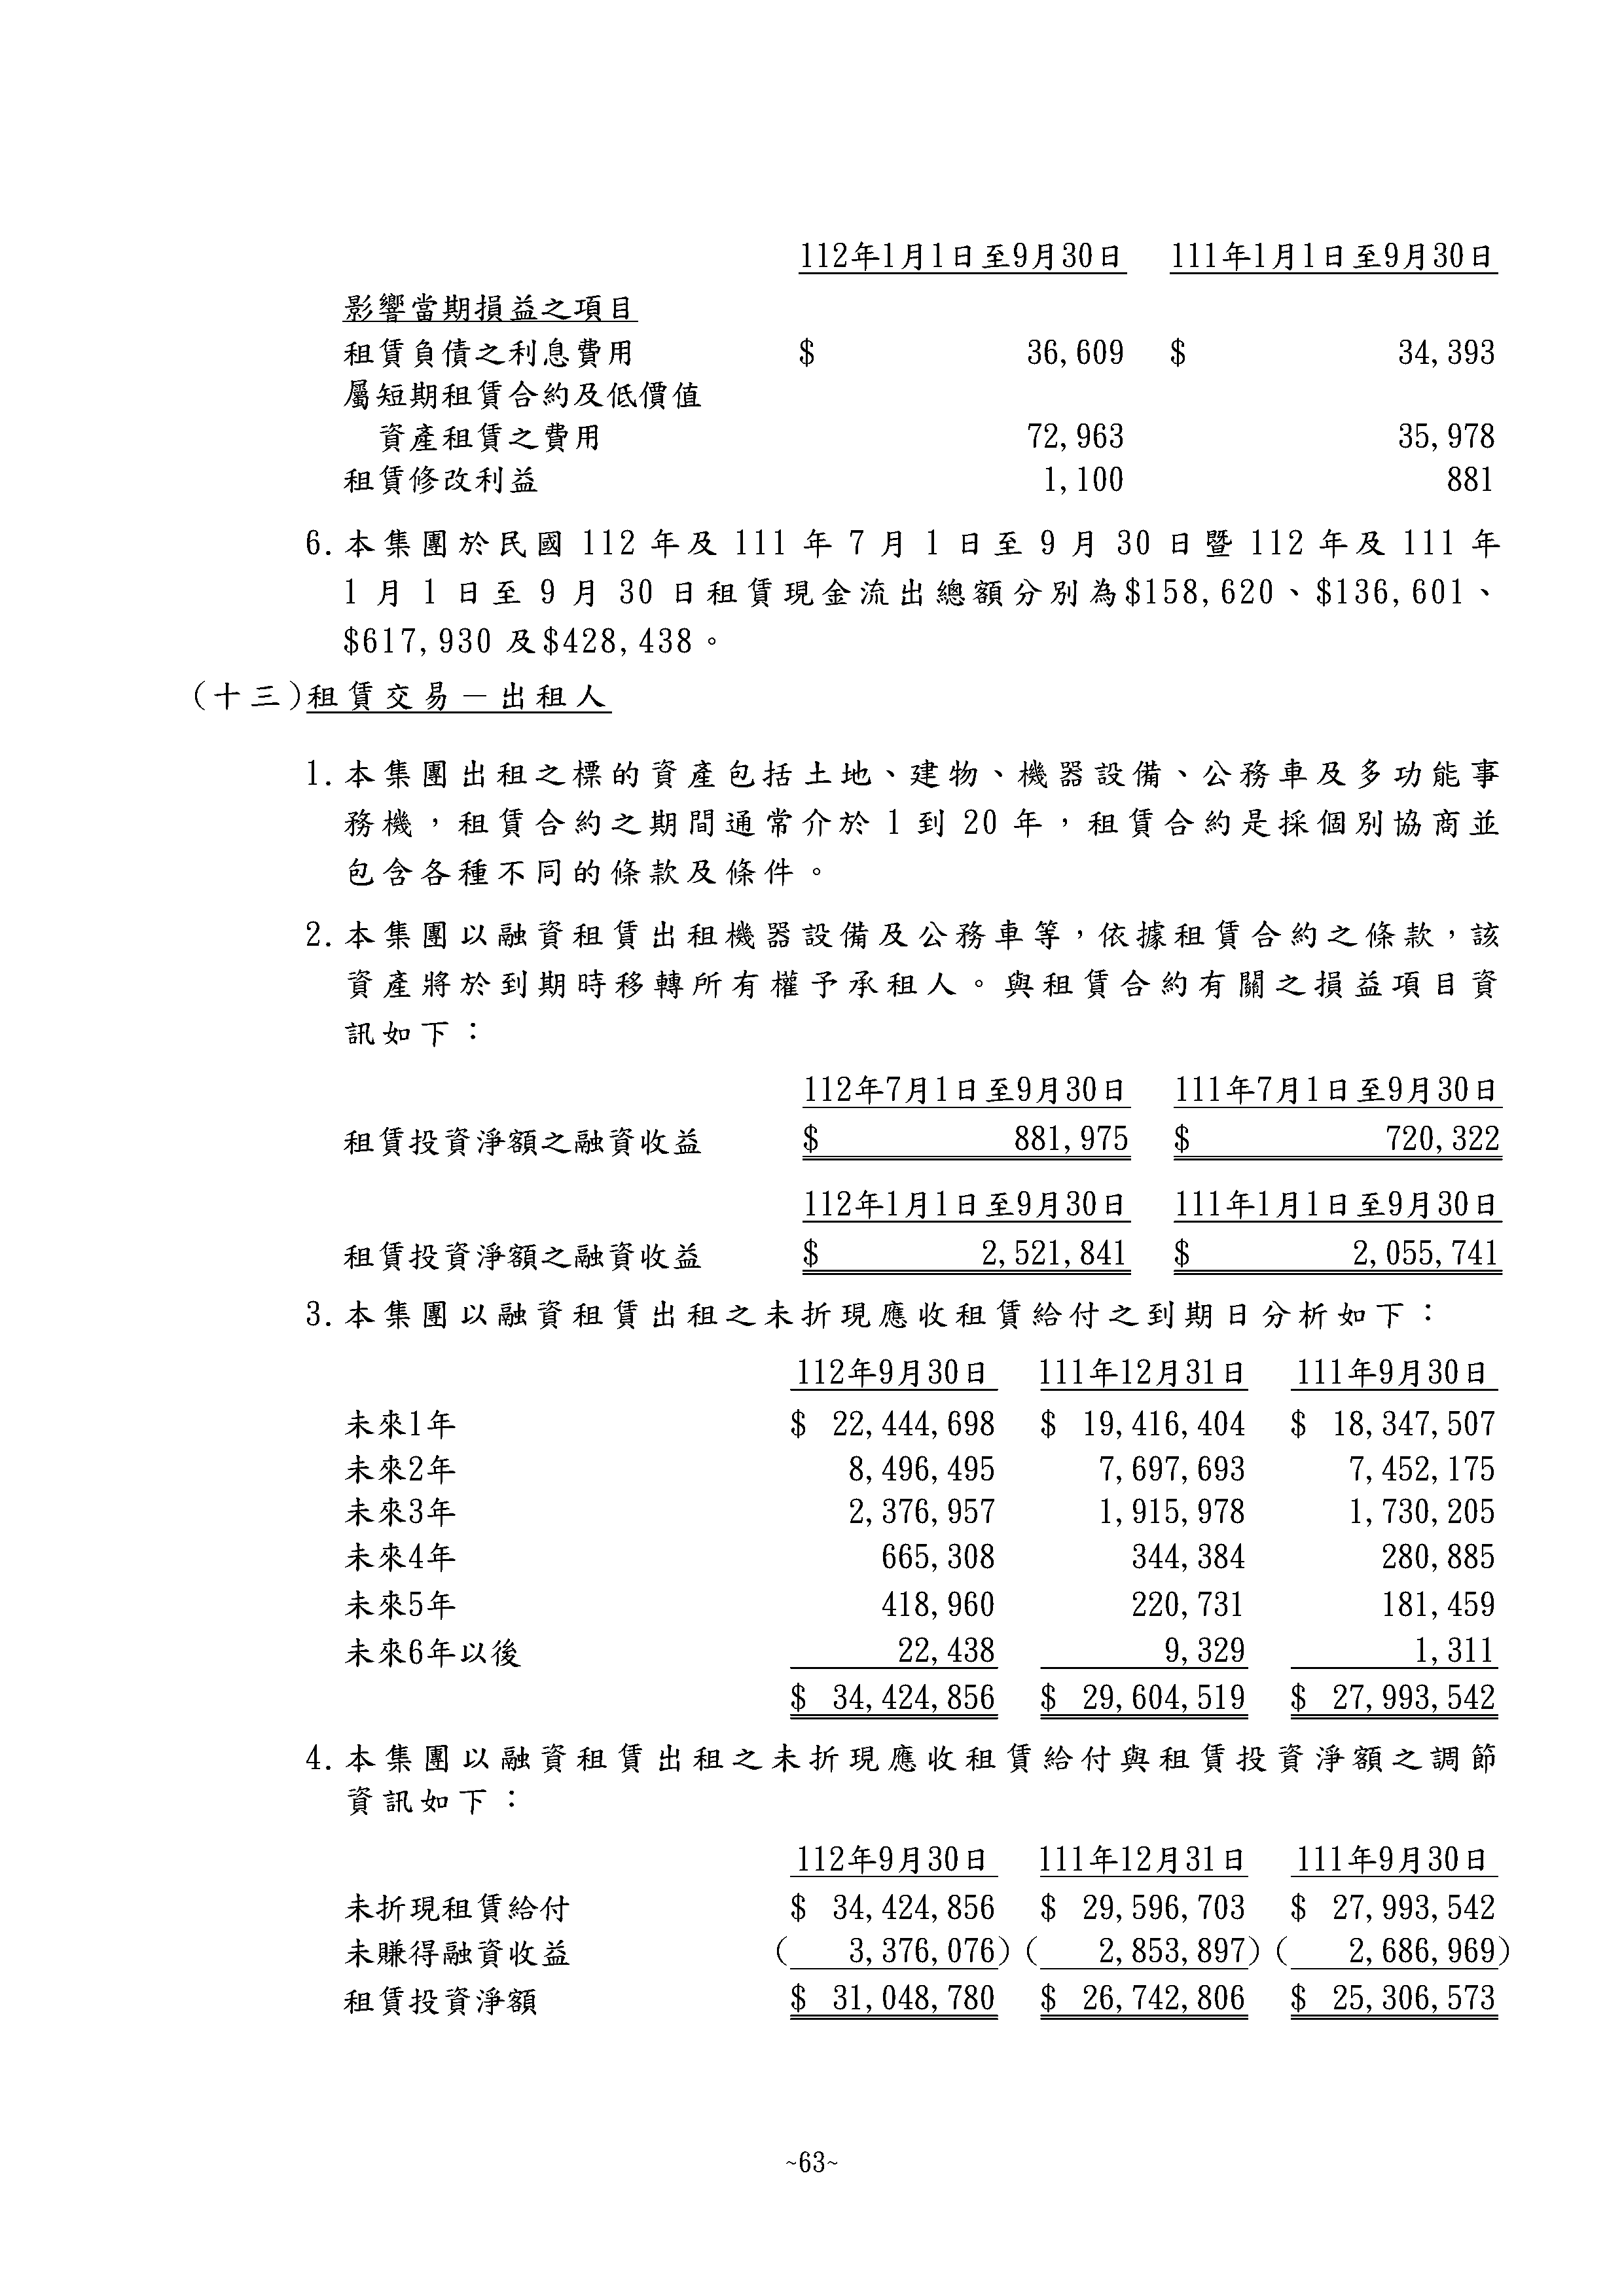 112年1月1日至9月30日 111年1月1日至9月30日
影響當期損益之項目
租賃負債之利息費用 $ 36,609 $ 34,393
屬短期租賃合約及低價值
資產租賃之費用 72,963 35,978
租賃修改利益 1,100 881
6.本集團於民國 112 年及 111 年 7 月 1 日至 9 月 30 日暨 112 年及 111 年
1 月 1 日至 9 月 30 日租賃現金流出總額分別為$158,620、$136,601、
$617,930 及$428,438。
(十三)租賃交易－出租人
1.本集團出租之標的資產包括土地、建物、機器設備、公務車及多功能事
務機，租賃合約之期間通常介於 1 到 20 年，租賃合約是採個別協商並
包含各種不同的條款及條件。
2.本集團以融資租賃出租機器設備及公務車等，依據租賃合約之條款，該
資產將於到期時移轉所有權予承租人。與租賃合約有關之損益項目資
訊如下：
112年7月1日至9月30日 111年7月1日至9月30日
租賃投資淨額之融資收益 $ 881,975 $ 720,322
112年1月1日至9月30日 111年1月1日至9月30日
租賃投資淨額之融資收益 $ 2,521,841 $ 2,055,741
3.本集團以融資租賃出租之未折現應收租賃給付之到期日分析如下：
112年9月30日 111年12月31日 111年9月30日
未來1年 $ 22,444,698 $ 19,416,404 $ 18,347,507
未來2年 8,496,495 7,697,693 7,452,175
未來3年 2,376,957 1,915,978 1,730,205
未來4年 665,308 344,384 280,885
未來5年 418,960 220,731 181,459
未來6年以後 22,438 9,329 1,311
$ 34,424,856 $ 29,604,519 $ 27,993,542
4.本集團以融資租賃出租之未折現應收租賃給付與租賃投資淨額之調節
資訊如下：
112年9月30日 111年12月31日 111年9月30日
未折現租賃給付 $ 34,424,856 $ 29,596,703 $ 27,993,542
未賺得融資收益 ( 3,376,076) ( 2,853,897) ( 2,686,969)
租賃投資淨額 $ 31,048,780 $ 26,742,806 $ 25,306,573
~63~